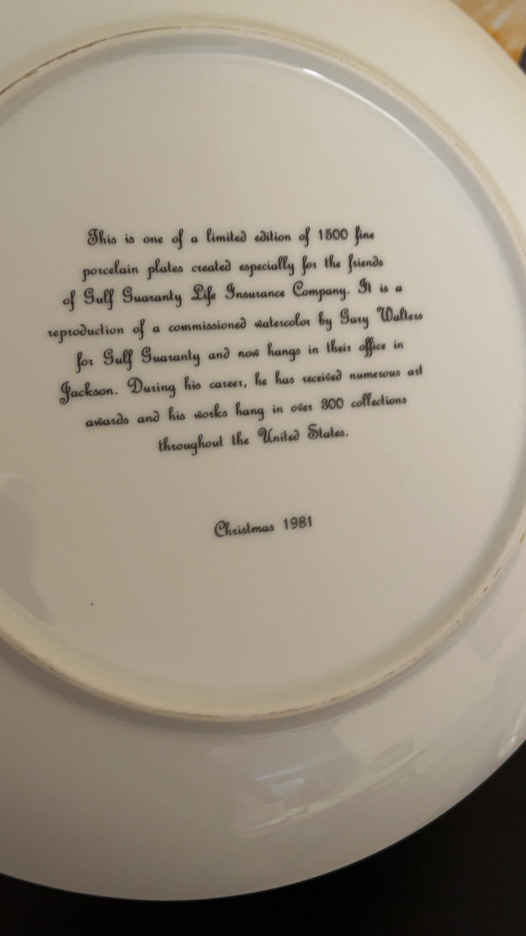 This is one of a limited edition of 1500 fine
porcelain plates created especially for the friends
of Gulf Guaranty Life Insurance Company. It is a
reproduction of a commissioned watercolor by Gary Walters
for Gulf Guaranty and now hangs in their office in
Jackson. During his career, he has received numerous art
awards and his works hang in over 300 collections
throughout the United States.
Christmas 1981